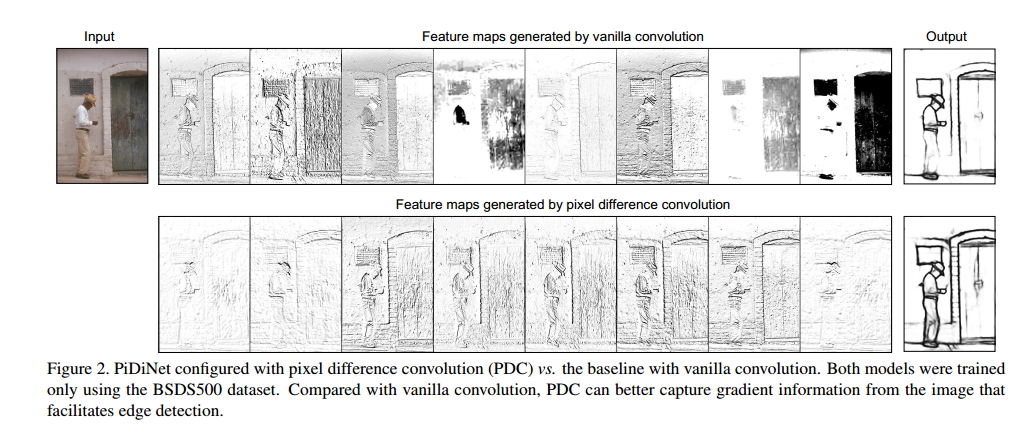 Input
Feature maps generated by vanilla convolution
Output
Feature maps generated by pixel difference convolution
Figure 2. PiDiNet configured with pixel difference convolution (PDC) vs. the baseline with vanilla convolution. Both models were trained
only using the BSDS500 dataset. Compared with vanilla convolution, PDC can better capture gradient information from the image that
facilitates edge detection.